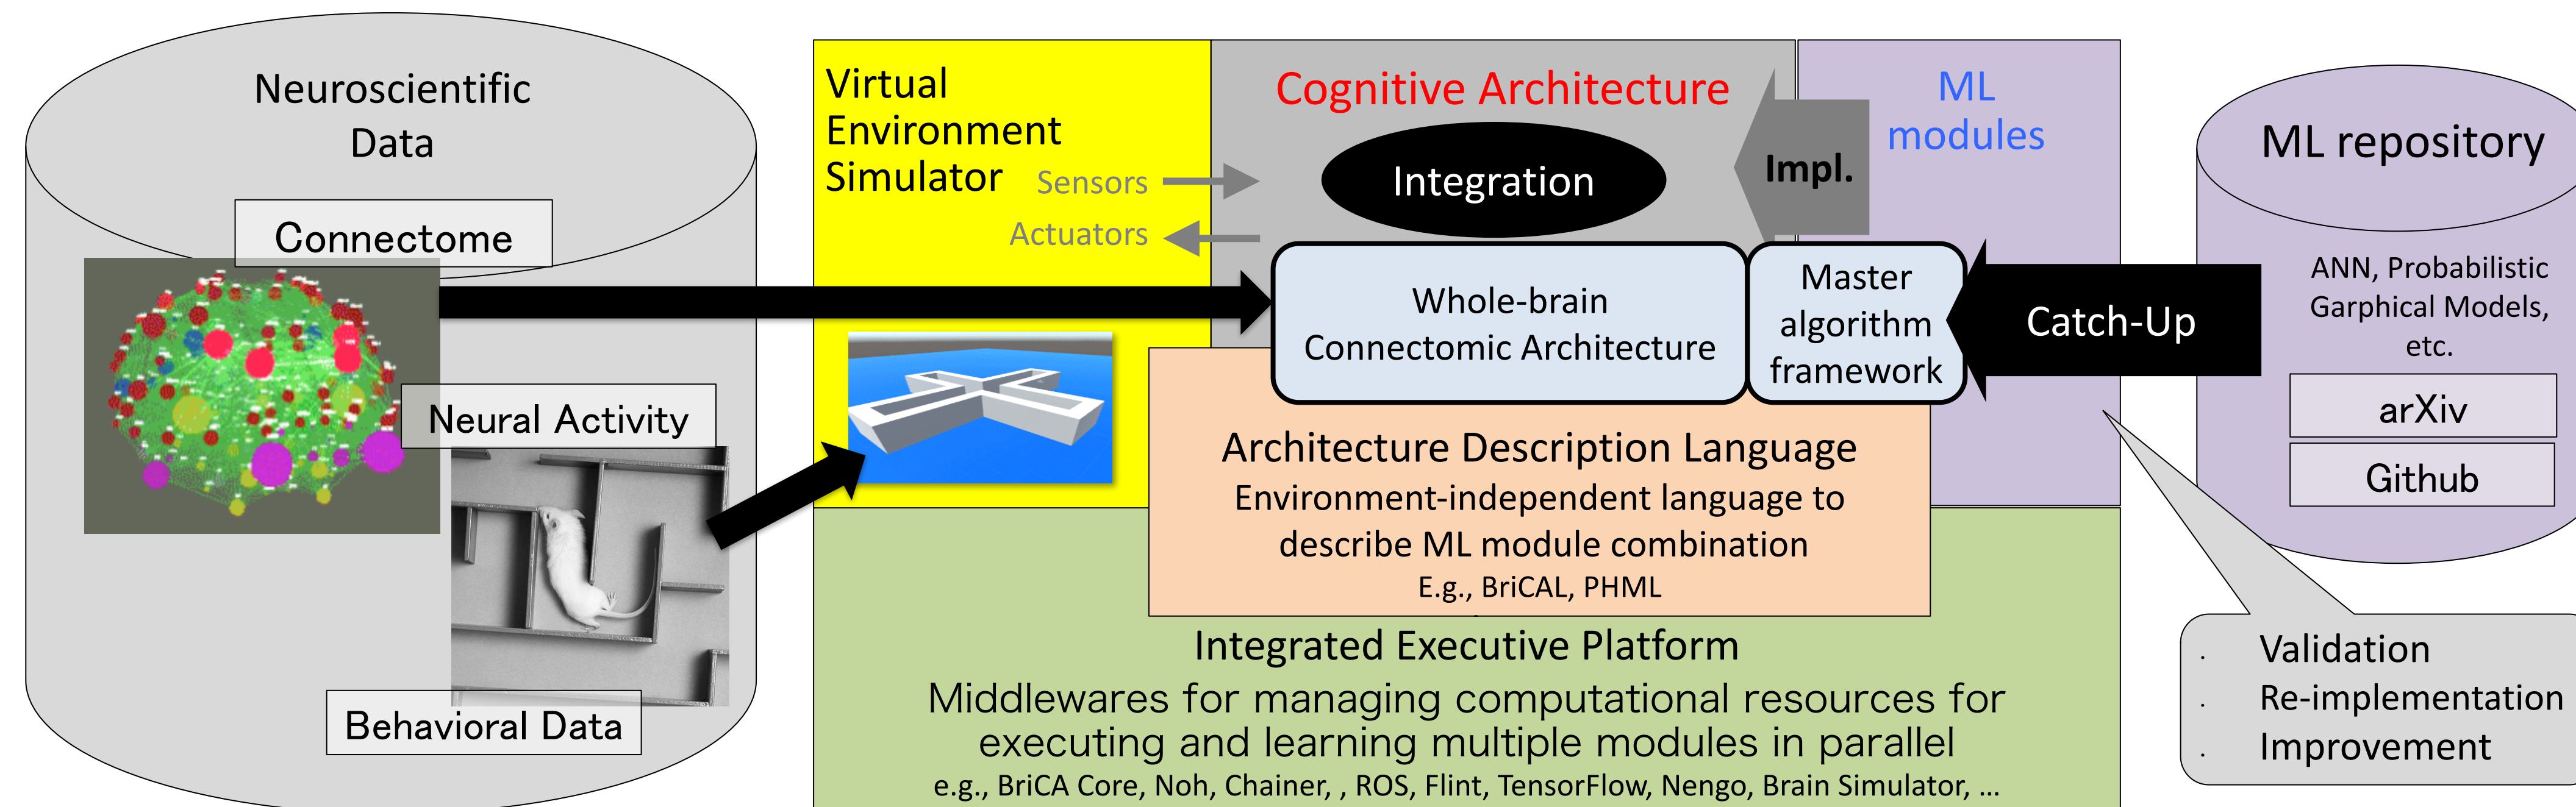 Neuroscientific
Data
Connectome
Neural Activity
Behavioral Data
Virtual
Environment
Simulator
Sensors
Actuators
Cognitive Architecture
Integration
Impl.
ML
modules
Whole-brain
Connectomic Architecture
Master
algorithm
framework
Catch-Up
Architecture Description Language
Environment-independent language to
describe ML module combination
E.g., BriCAL, PHML
Integrated Executive Platform
Middlewares for managing computational resources for
executing and learning multiple modules in parallel
e.g., BriCA Core, Noh, Chainer, , ROS, Flint, TensorFlow, Nengo, Brain Simulator, ...
ML repository
ANN, Probabilistic
Garphical Models,
etc.
arXiv
Github
· Validation
· Re-implementation
· Improvement